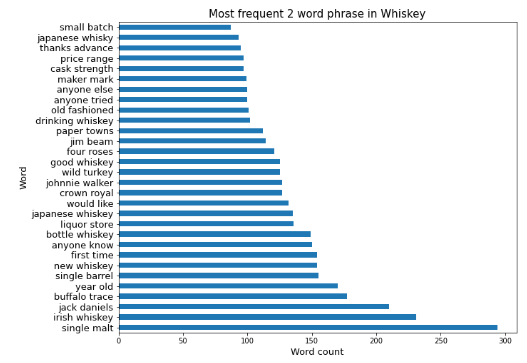 Most frequent 2 word phrase in Whiskey
small batch
japanese whisky
thanks advance
price range
cask strength
maker mark
anyone else
anyone tried
old fashioned
drinking whiskey
paper towns
jim beam
four roses
good whiskey
wild turkey
johnnie walker
crown royal
would like
japanese whiskey
liquor store
bottle whiskey
anyone know
first time
new whiskey
single barrel
year old
buffalo trace
jack daniels
irish whiskey
single malt
Word
0 50 100 150 200 250 300
Word count